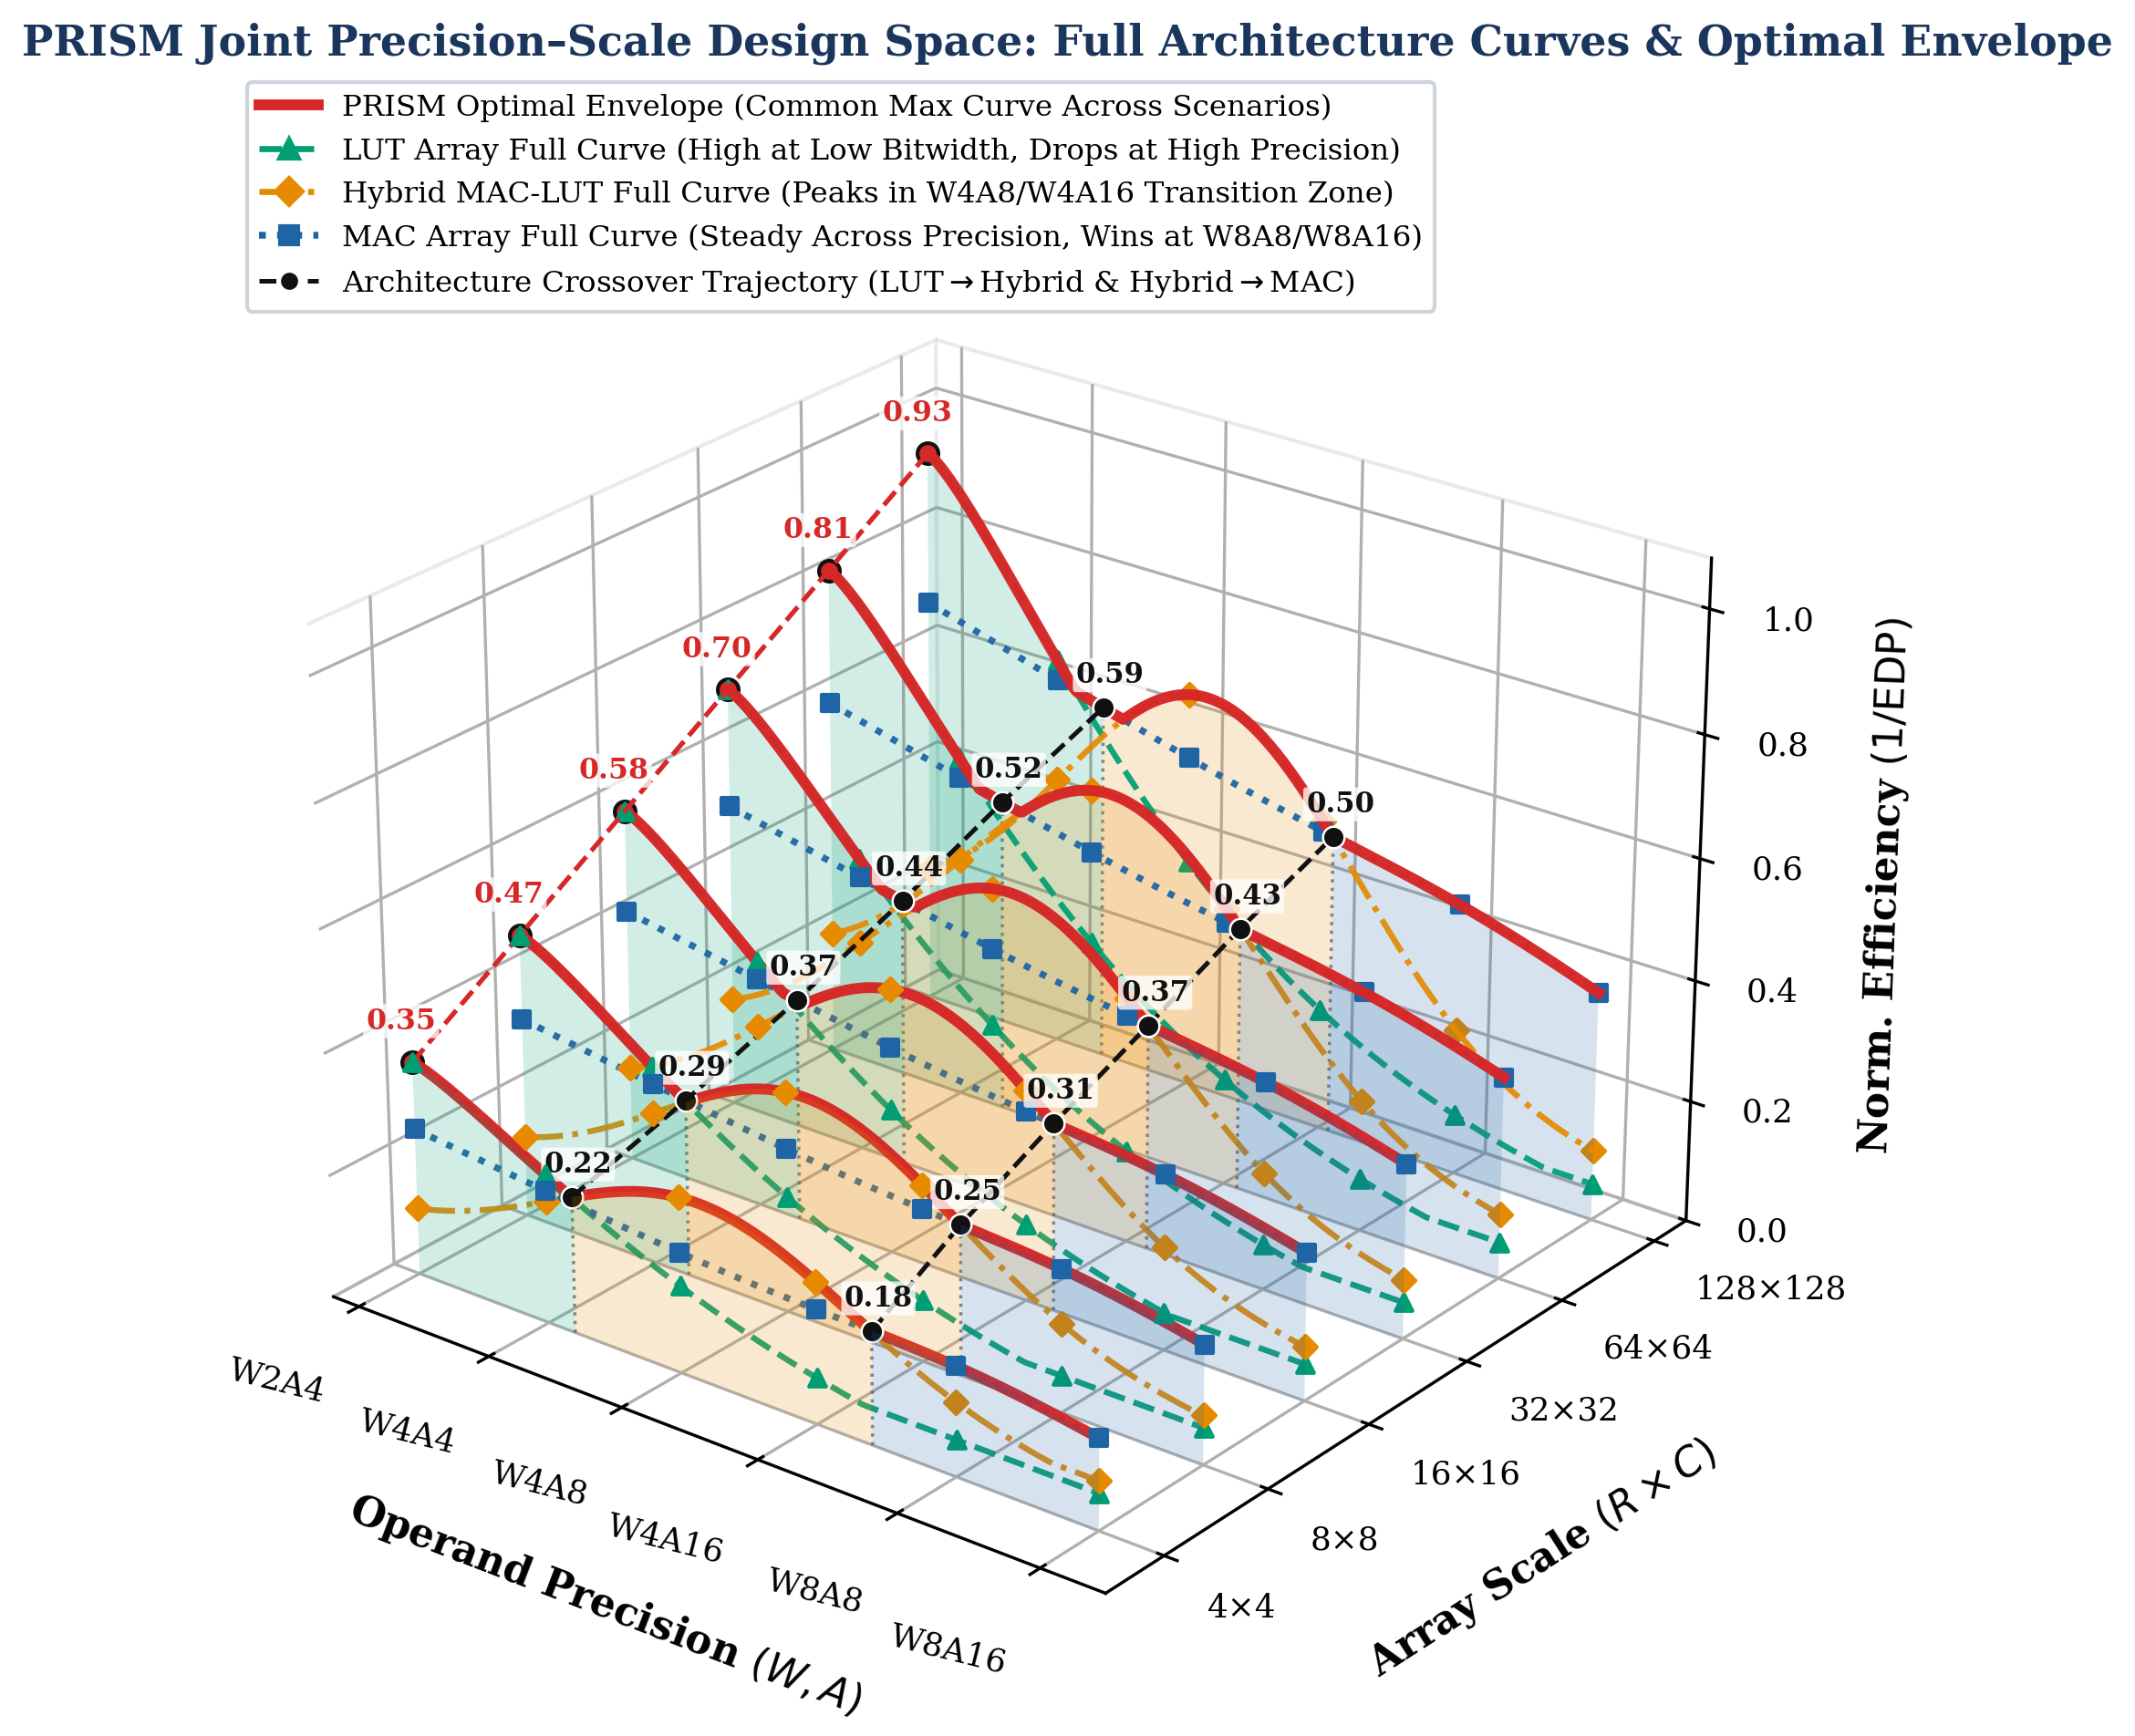 PRISM Joint Precision–Scale Design Space: Full Architecture Curves & Optimal Envelope
PRISM Optimal Envelope (Common Max Curve Across Scenarios)
LUT Array Full Curve (High at Low Bitwidth, Drops at High Precision)
Hybrid MAC-LUT Full Curve (Peaks in W4A8/W4A16 Transition Zone)
MAC Array Full Curve (Steady Across Precision, Wins at W8A8/W8A16)
Architecture Crossover Trajectory (LUT→Hybrid & Hybrid→MAC)
0.93
0.81
0.70
0.58
0.47
0.35
0.59
0.52
0.44
0.37
0.29
0.22
0.50
0.43
0.37
0.31
0.25
0.18
1.0
0.8
0.6
0.4
0.2
0.0
Norm. Efficiency (1/EDP)
128×128
64×64
32×32
16×16
8×8
4×4
Array Scale (R × C)
W2A4
W4A4
W4A8
W4A16
W8A8
W8A16
Operand Precision (W, A)